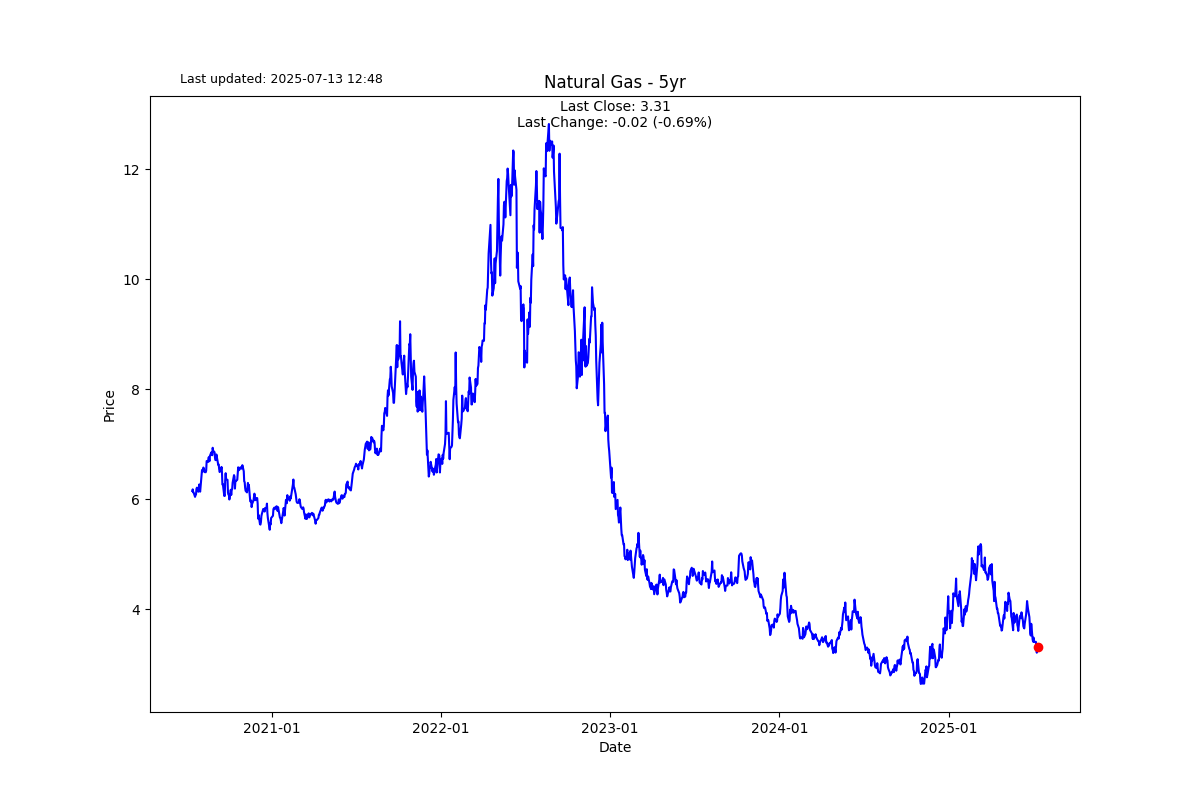 Last updated: 2025-07-13 12:48
Natural Gas - 5yr
Last Close: 3.31
Last Change: -0.02 (-0.69%)
12
10
8
6
4
Price
2021-01
2022-01
2023-01
2024-01
2025-01
Date